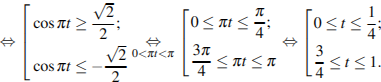 ⇔ [ cos πt ≥ √2/2; cos πt ≤ −√2/2 ⇔ 0<πt<π [ 0 ≤ πt ≤ π/4; 3π/4 ≤ πt ≤ π ⇔ [ 0 ≤ t ≤ 1/4; 3/4 ≤ t ≤ 1.